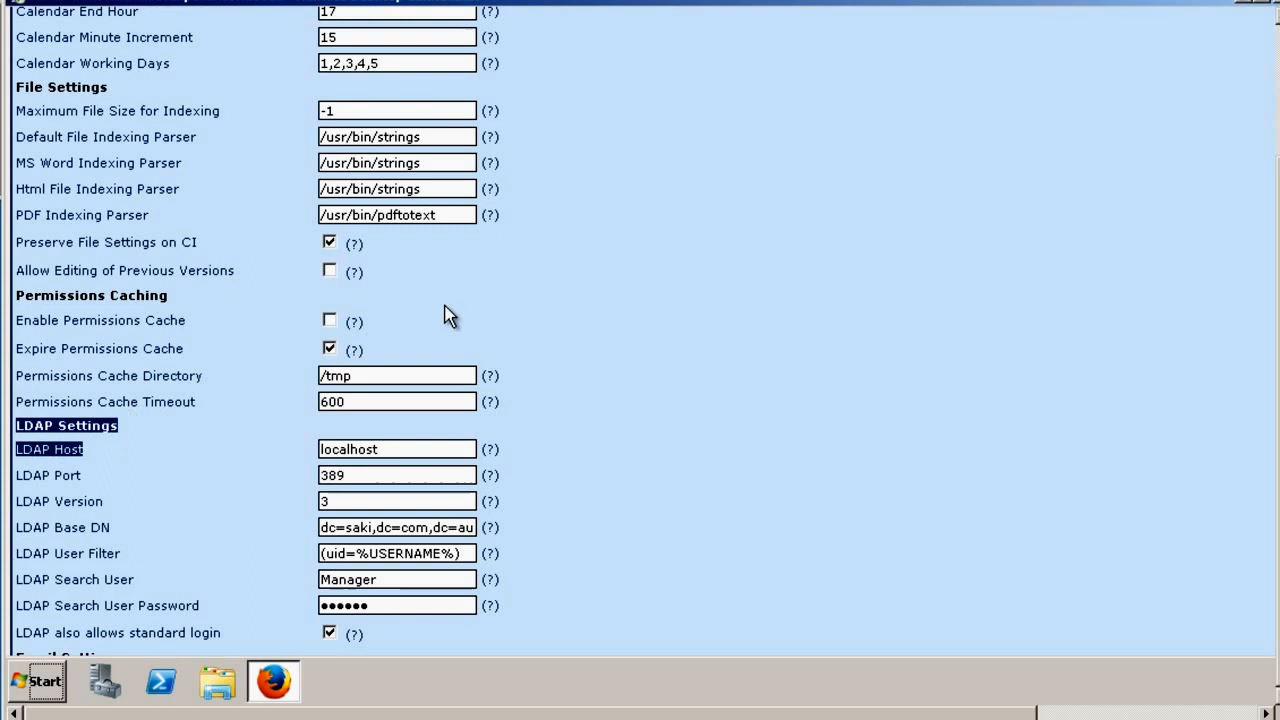 Calendar End Hour 17 (?)
Calendar Minute Increment 15 (?)
Calendar Working Days 1,2,3,4,5 (?)
File Settings
Maximum File Size for Indexing -1 (?)
Default File Indexing Parser /usr/bin/strings (?)
MS Word Indexing Parser /usr/bin/strings (?)
Html File Indexing Parser /usr/bin/strings (?)
PDF Indexing Parser /usr/bin/pdftotext (?)
Preserve File Settings on CI (?)
Allow Editing of Previous Versions (?)
Permissions Caching
Enable Permissions Cache (?)
Expire Permissions Cache (?)
Permissions Cache Directory /tmp (?)
Permissions Cache Timeout 600 (?)
LDAP Settings
LDAP Host localhost (?)
LDAP Port 389 (?)
LDAP Version 3 (?)
LDAP Base DN dc=saki,dc=com,dc=au (?)
LDAP User Filter (uid=%USERNAME%) (?)
LDAP Search User Manager (?)
LDAP Search User Password •••••• (?)
LDAP also allows standard login (?)
Start